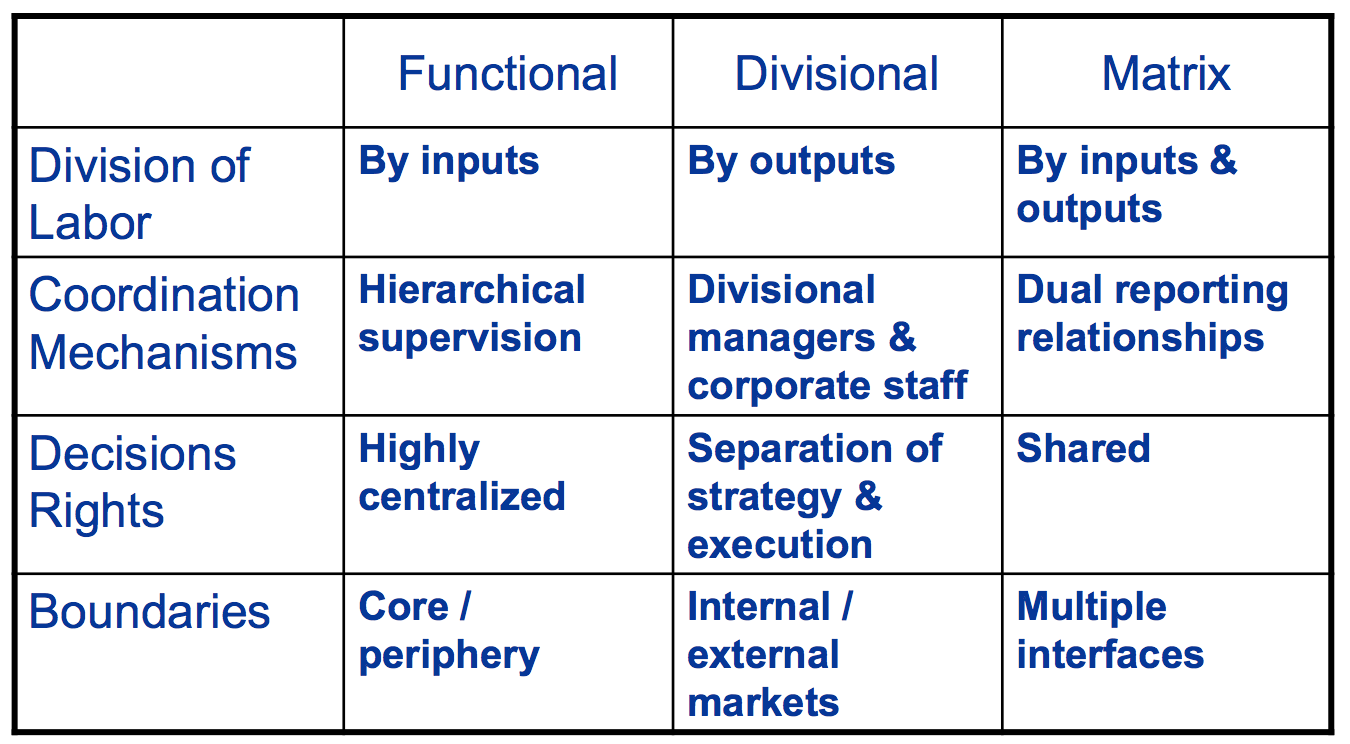 Functional
Divisional
Matrix
Division of
Labor
By inputs
By outputs
By inputs &
outputs
Coordination
Mechanisms
Hierarchical
supervision
Divisional
managers &
corporate staff
Dual reporting
relationships
Decisions
Rights
Highly
centralized
Separation of
strategy &
execution
Shared
Boundaries
Core /
periphery
Internal /
external
markets
Multiple
interfaces